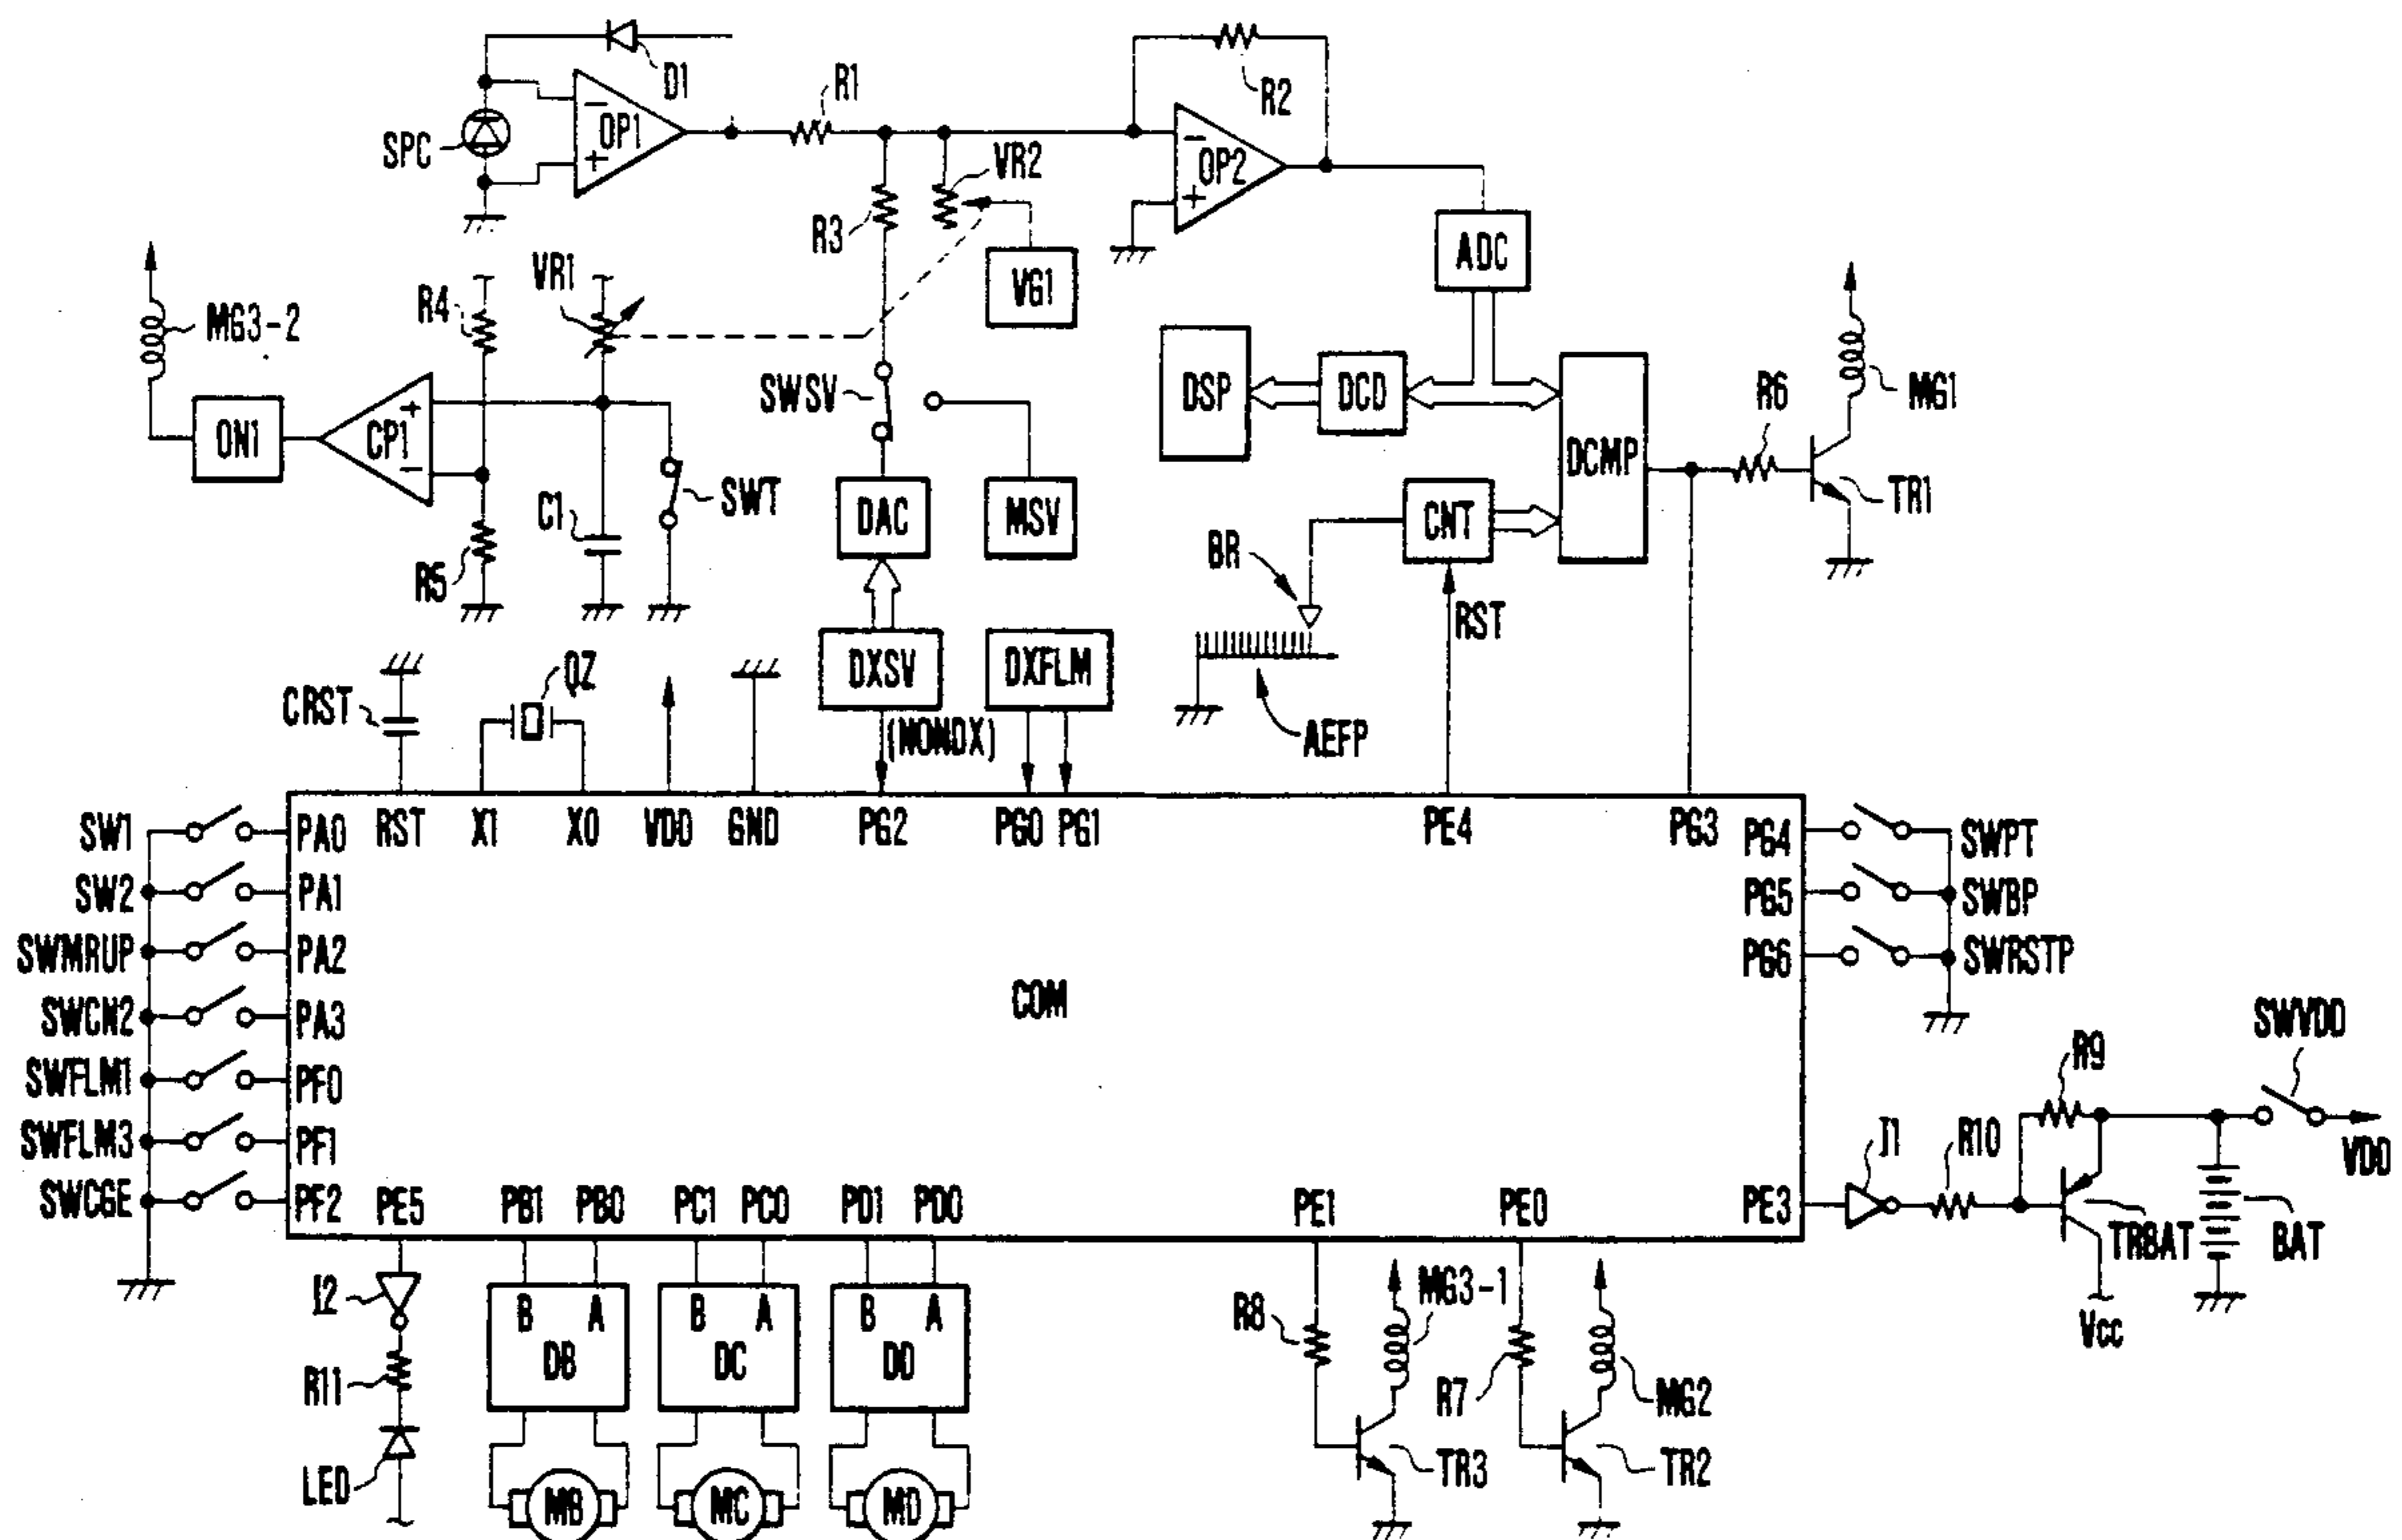 D1
R1
R2
SPC
−
OP1
+
VR2
−
OP2
+
R3
ADC
MG3-2
R4
VR1
VG1
SWSV
DSP
DCD
R6
MG1
ON1
CP1
+
−
DCMP
C1
SWT
DAC
MSV
CNT
TR1
R5
BR
RST
DXSV
DXFLM
CRST
QZ
(NONDX)
AEFP
SW1
PA0
RST
X1
X0
VDD
GND
PG2
PG0
PG1
PE4
PG3
PG4
SWPT
SW2
PA1
PG5
SWBP
SWMRUP
PA2
PG6
SWRSTP
SWCN2
PA3
COM
SWVDD
SWFLM1
PF0
R9
SWFLM3
PF1
I1
R10
VDD
SWCGE
PF2
PE5
PB1
PB0
PC1
PC0
PD1
PD0
PE1
PE0
PE3
TRBAT
BAT
I2
B
A
DB
B
A
DC
B
A
DD
R8
MG3-1
Vcc
R11
R7
MG2
LED
MB
MC
MD
TR3
TR2